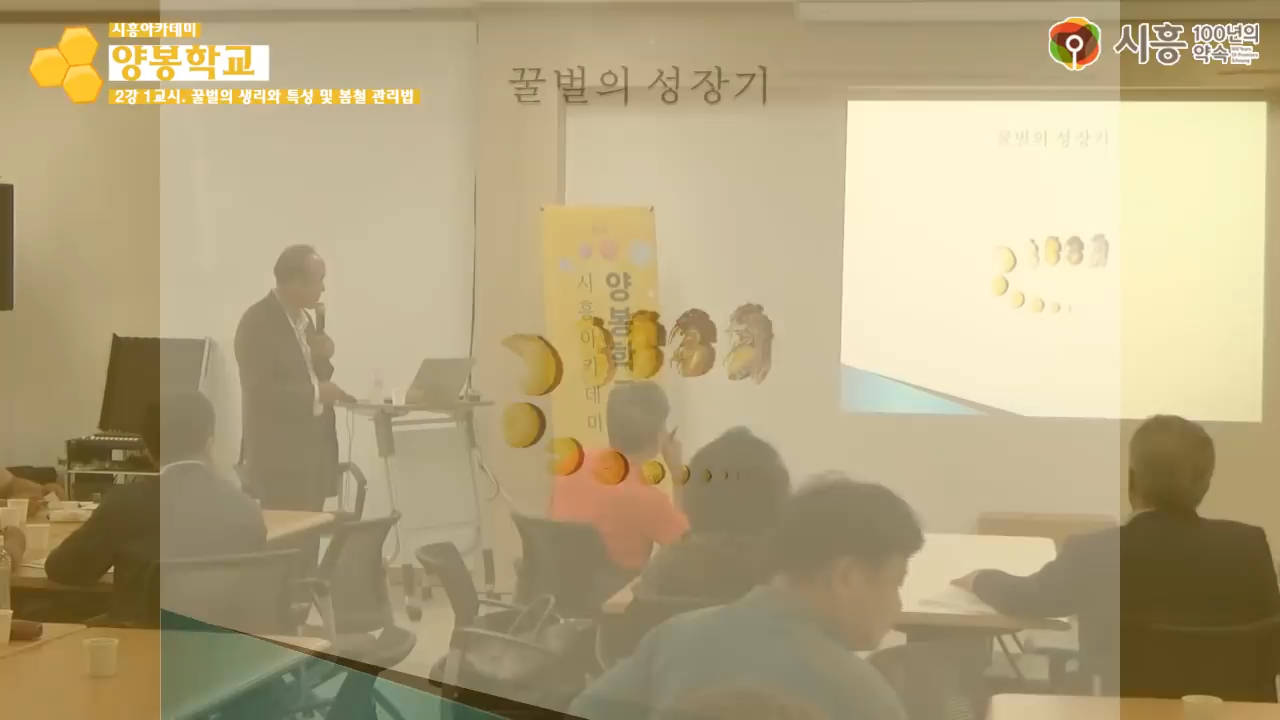 시흥아카데미
양봉학교
2강 1교시. 꿀벌의 생리와 특성 및 봄철 관리법
시흥
100년의
약속
꿀벌의 성장기
꿀벌의 성장기
시흥아카데미
양봉학